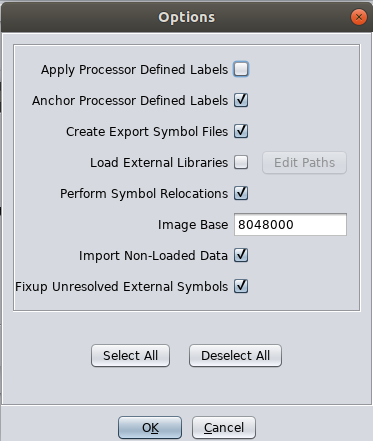 Options
Apply Processor Defined Labels
Anchor Processor Defined Labels
Create Export Symbol Files
Load External Libraries Edit Paths
Perform Symbol Relocations
Image Base 8048000
Import Non-Loaded Data
Fixup Unresolved External Symbols
Select All Deselect All
OK Cancel